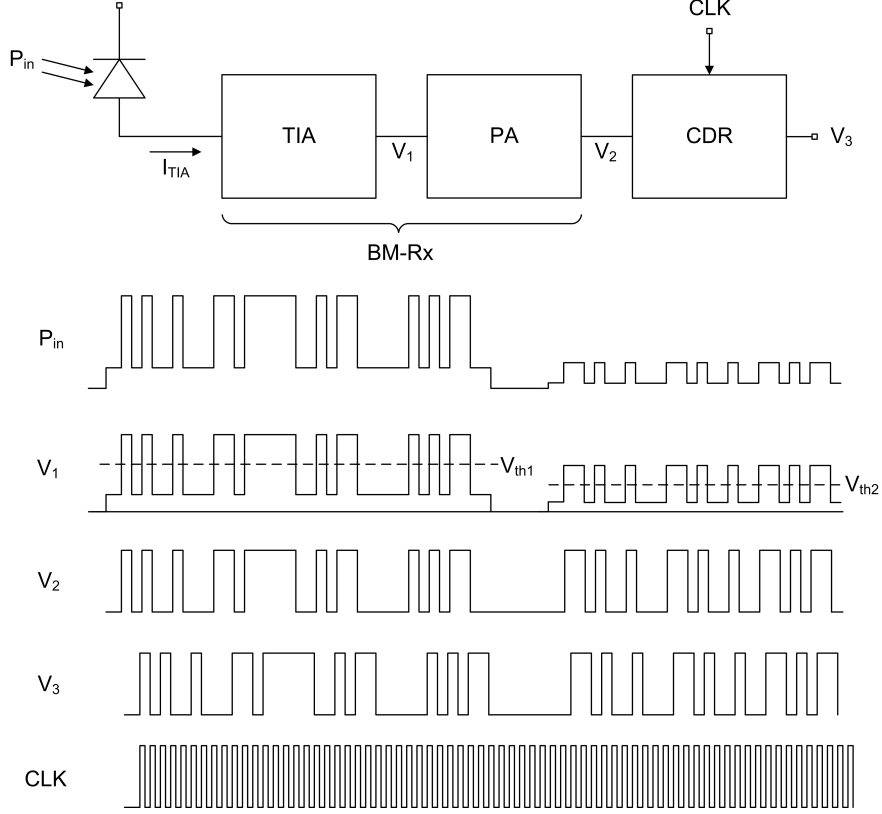 CLK
P_in
TIA
PA
CDR
V_1
V_2
V_3
I_TIA
BM-Rx
P_in
V_1
V_th1
V_th2
V_2
V_3
CLK